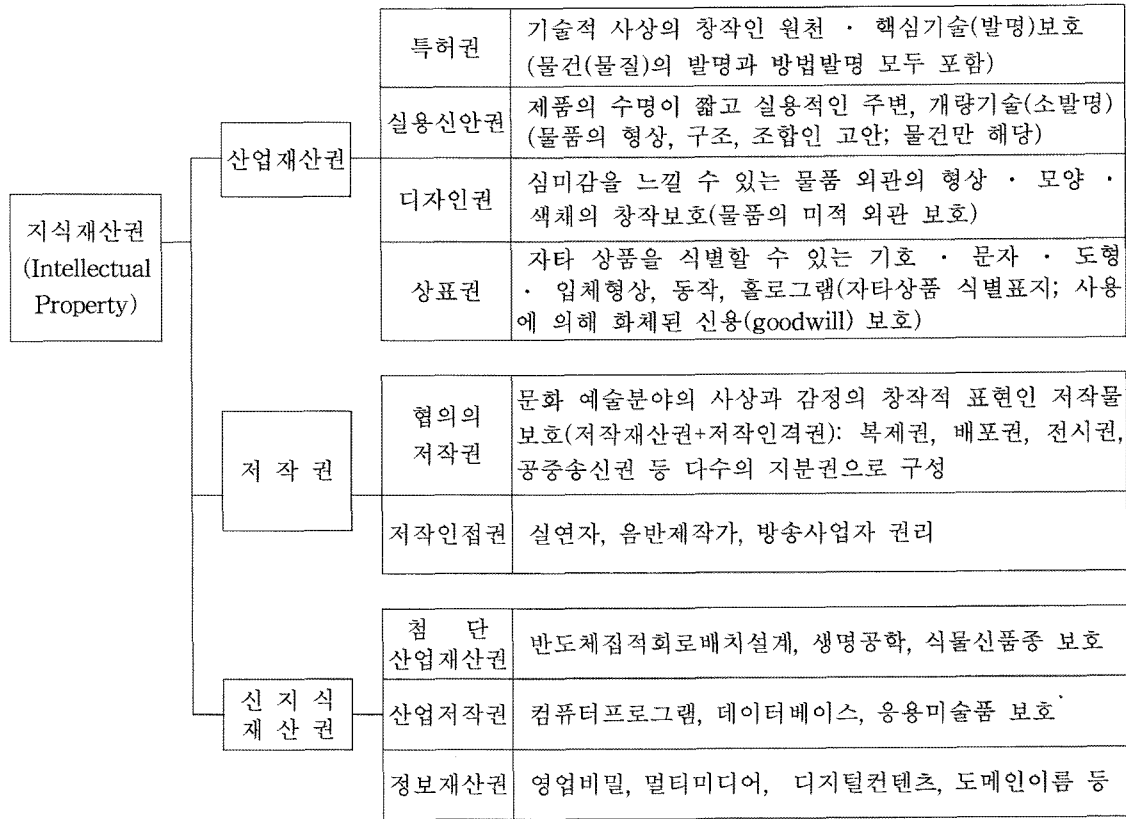 지식재산권
(Intellectual
Property)
산업재산권
특허권
기술적 사상의 창작인 원천 · 핵심기술(발명)보호
(물건(물질)의 발명과 방법발명 모두 포함)
실용신안권
제품의 수명이 짧고 실용적인 주변, 개량기술(소발명)
(물품의 형상, 구조, 조합인 고안; 물건만 해당)
디자인권
심미감을 느낄 수 있는 물품 외관의 형상 · 모양 ·
색채의 창작보호(물품의 미적 외관 보호)
상표권
자타 상품을 식별할 수 있는 기호 · 문자 · 도형
· 입체형상, 동작, 홀로그램(자타상품 식별표지; 사용
에 의해 화체된 신용(goodwill) 보호)
저 작 권
협의의
저작권
문화 예술분야의 사상과 감정의 창작적 표현인 저작물
보호(저작재산권+저작인격권): 복제권, 배포권, 전시권,
공중송신권 등 다수의 지분권으로 구성
저작인접권
실연자, 음반제작가, 방송사업자 권리
신 지 식
재 산 권
첨 단
산업재산권
반도체집적회로배치설계, 생명공학, 식물신품종 보호
산업저작권
컴퓨터프로그램, 데이터베이스, 응용미술품 보호
정보재산권
영업비밀, 멀티미디어, 디지털컨텐츠, 도메인이름 등